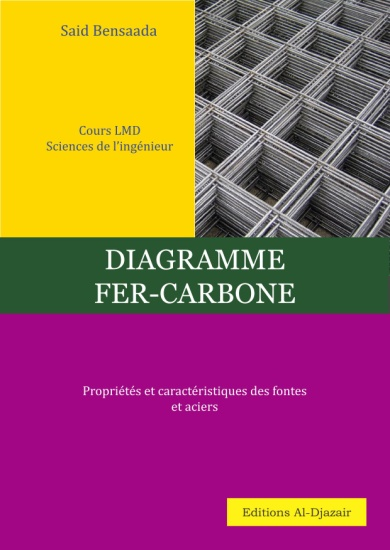 Said Bensaada
Cours LMD
Sciences de l'ingénieur
DIAGRAMME
FER-CARBONE
Propriétés et caractéristiques des fontes
et aciers
Editions Al-Djazair